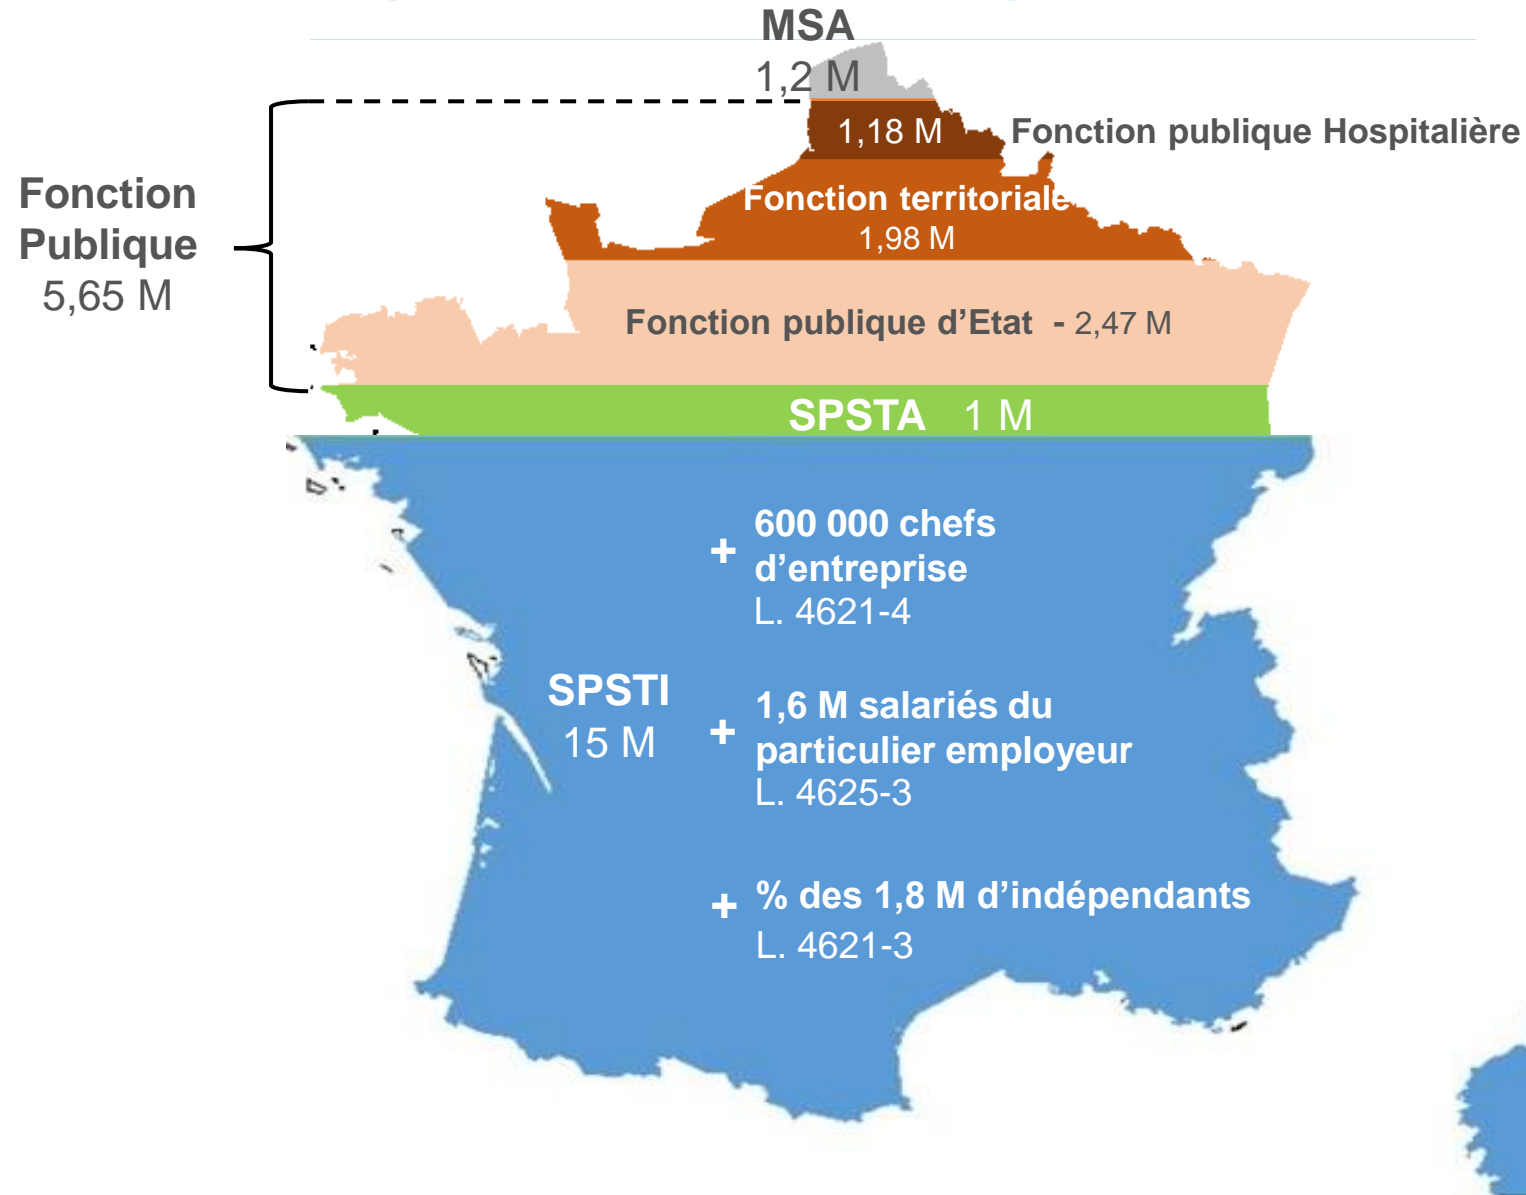 MSA
1,2 M
1,18 M
Fonction publique Hospitalière
Fonction
Publique
5,65 M
Fonction territoriale
1,98 M
Fonction publique d’Etat - 2,47 M
SPSTA 1 M
SPSTI
15 M
+ 600 000 chefs
d’entreprise
L. 4621-4
+ 1,6 M salariés du
particulier employeur
L. 4625-3
+ % des 1,8 M d’indépendants
L. 4621-3